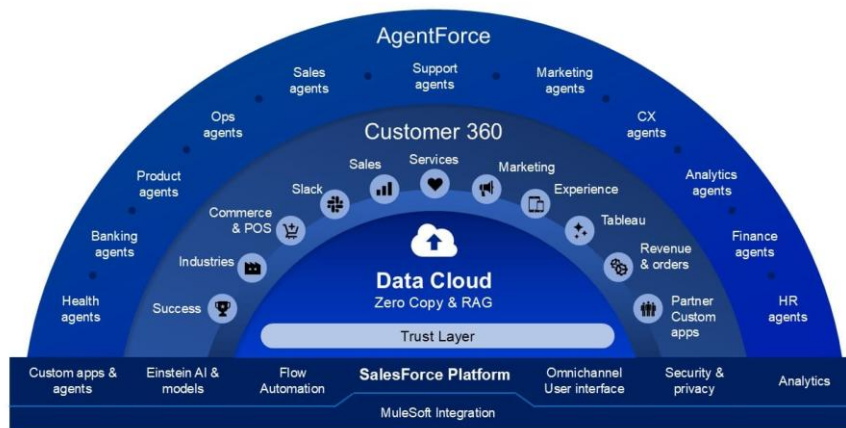 AgentForce
Health
agents
Banking
agents
Product
agents
Ops
agents
Sales
agents
Support
agents
Marketing
agents
CX
agents
Analytics
agents
Finance
agents
HR
agents
Customer 360
Success
Industries
Commerce
& POS
Slack
Sales
Services
Marketing
Experience
Tableau
Revenue
& orders
Partner
Custom
apps
Data Cloud
Zero Copy & RAG
Trust Layer
Custom apps &
agents
Einstein AI &
models
Flow
Automation
SalesForce Platform
Omnichannel
User interface
Security &
privacy
Analytics
MuleSoft Integration